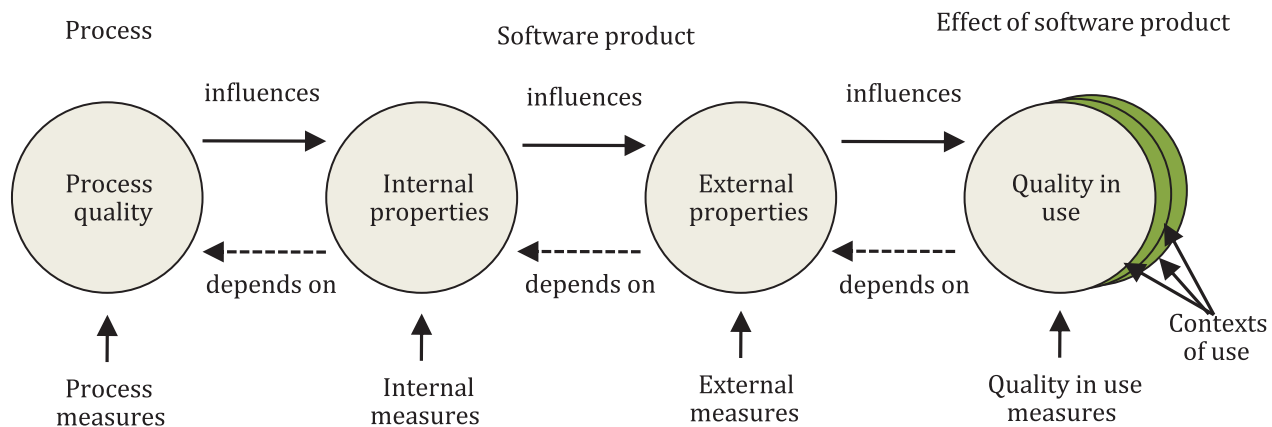 Process
Software product
Effect of software product
influences
influences
influences
Process
quality
Internal
properties
External
properties
Quality in
use
depends on
depends on
depends on
Contexts
of use
Process
measures
Internal
measures
External
measures
Quality in use
measures